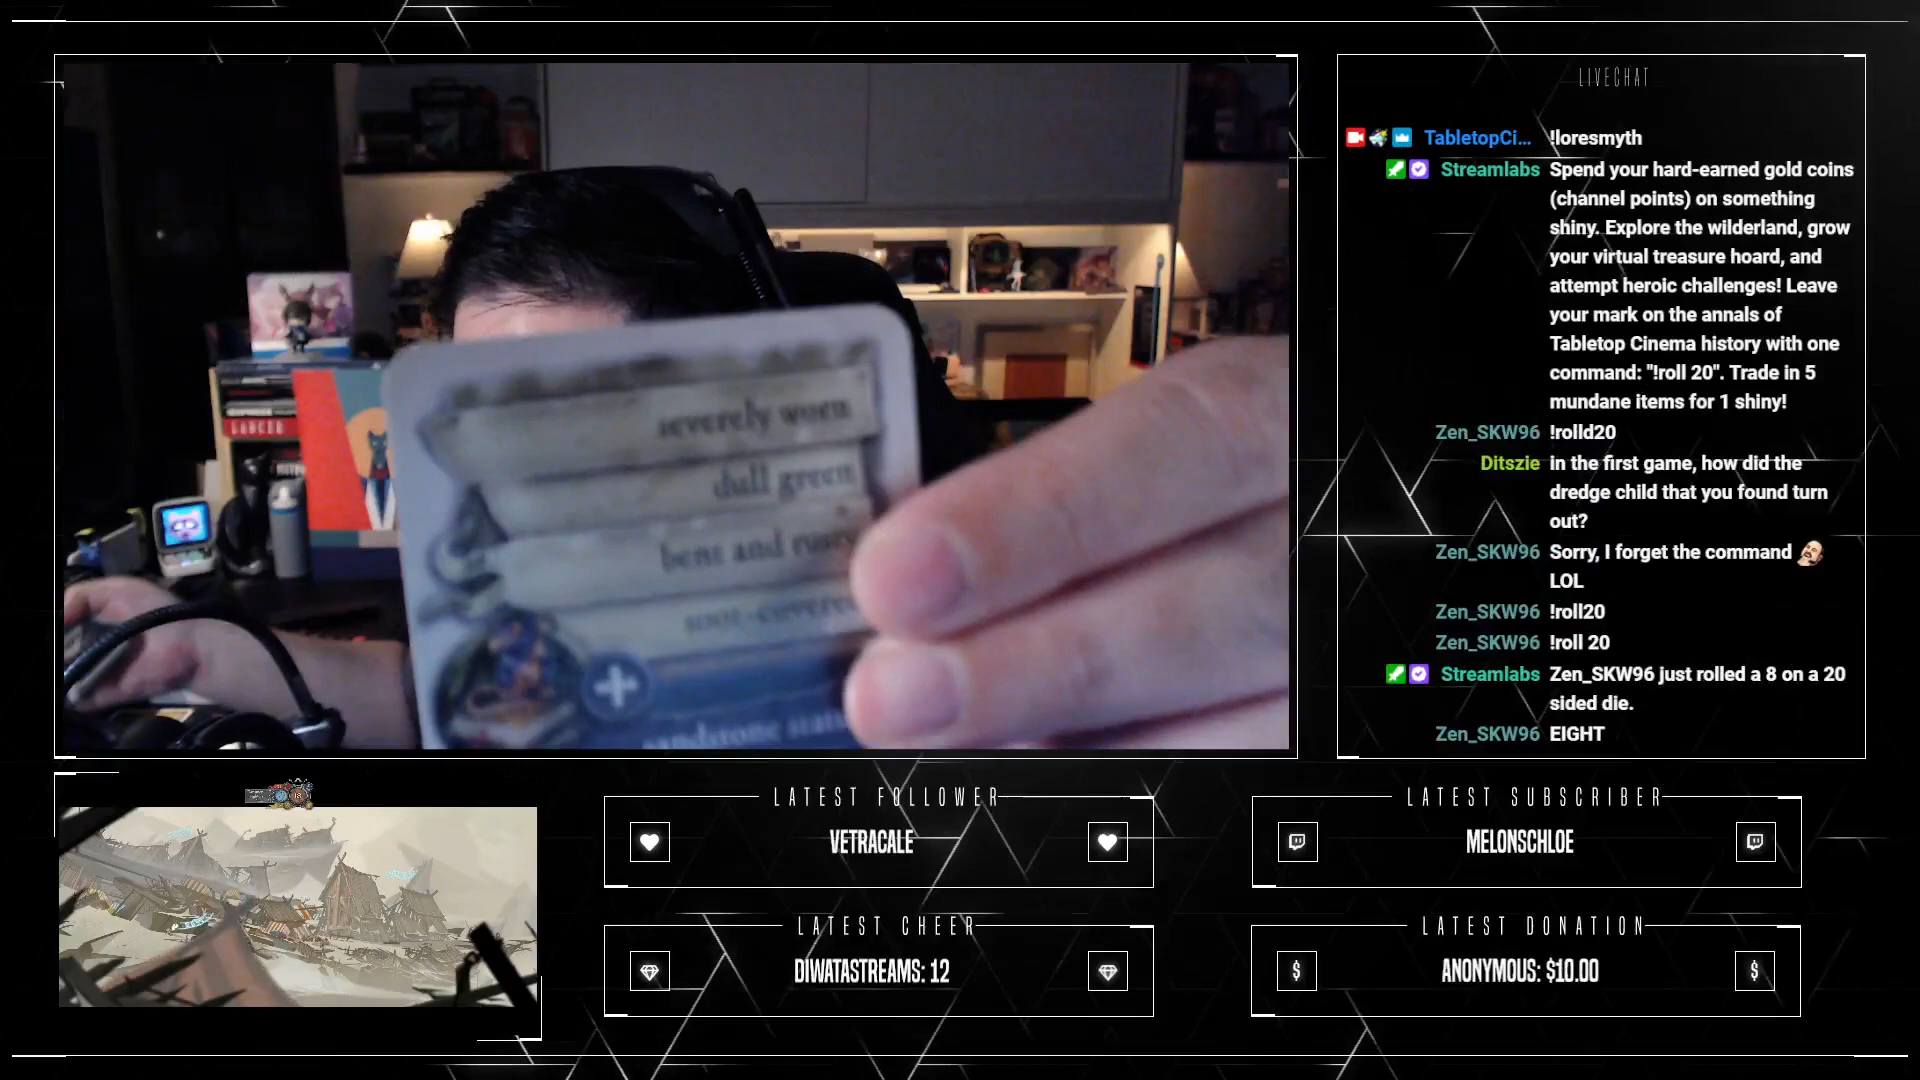 severely worn
dull green
bent and rusty
soot-covered
sandstone
LANCER
LIVECHAT
TabletopCi... !loresmyth
Streamlabs Spend your hard-earned gold coins
(channel points) on something
shiny. Explore the wilderland, grow
your virtual treasure hoard, and
attempt heroic challenges! Leave
your mark on the annals of
Tabletop Cinema history with one
command: "!roll 20". Trade in 5
mundane items for 1 shiny!
Zen_SKW96 !rolld20
Ditszie in the first game, how did the
dredge child that you found turn
out?
Zen_SKW96 Sorry, I forget the command
LOL
Zen_SKW96 !roll20
Zen_SKW96 !roll 20
Streamlabs Zen_SKW96 just rolled a 8 on a 20
sided die.
Zen_SKW96 EIGHT
LATEST FOLLOWER
VETRACALE
LATEST SUBSCRIBER
MELONSCHLOE
LATEST CHEER
DIWATASTREAMS: 12
LATEST DONATION
ANONYMOUS: $10.00